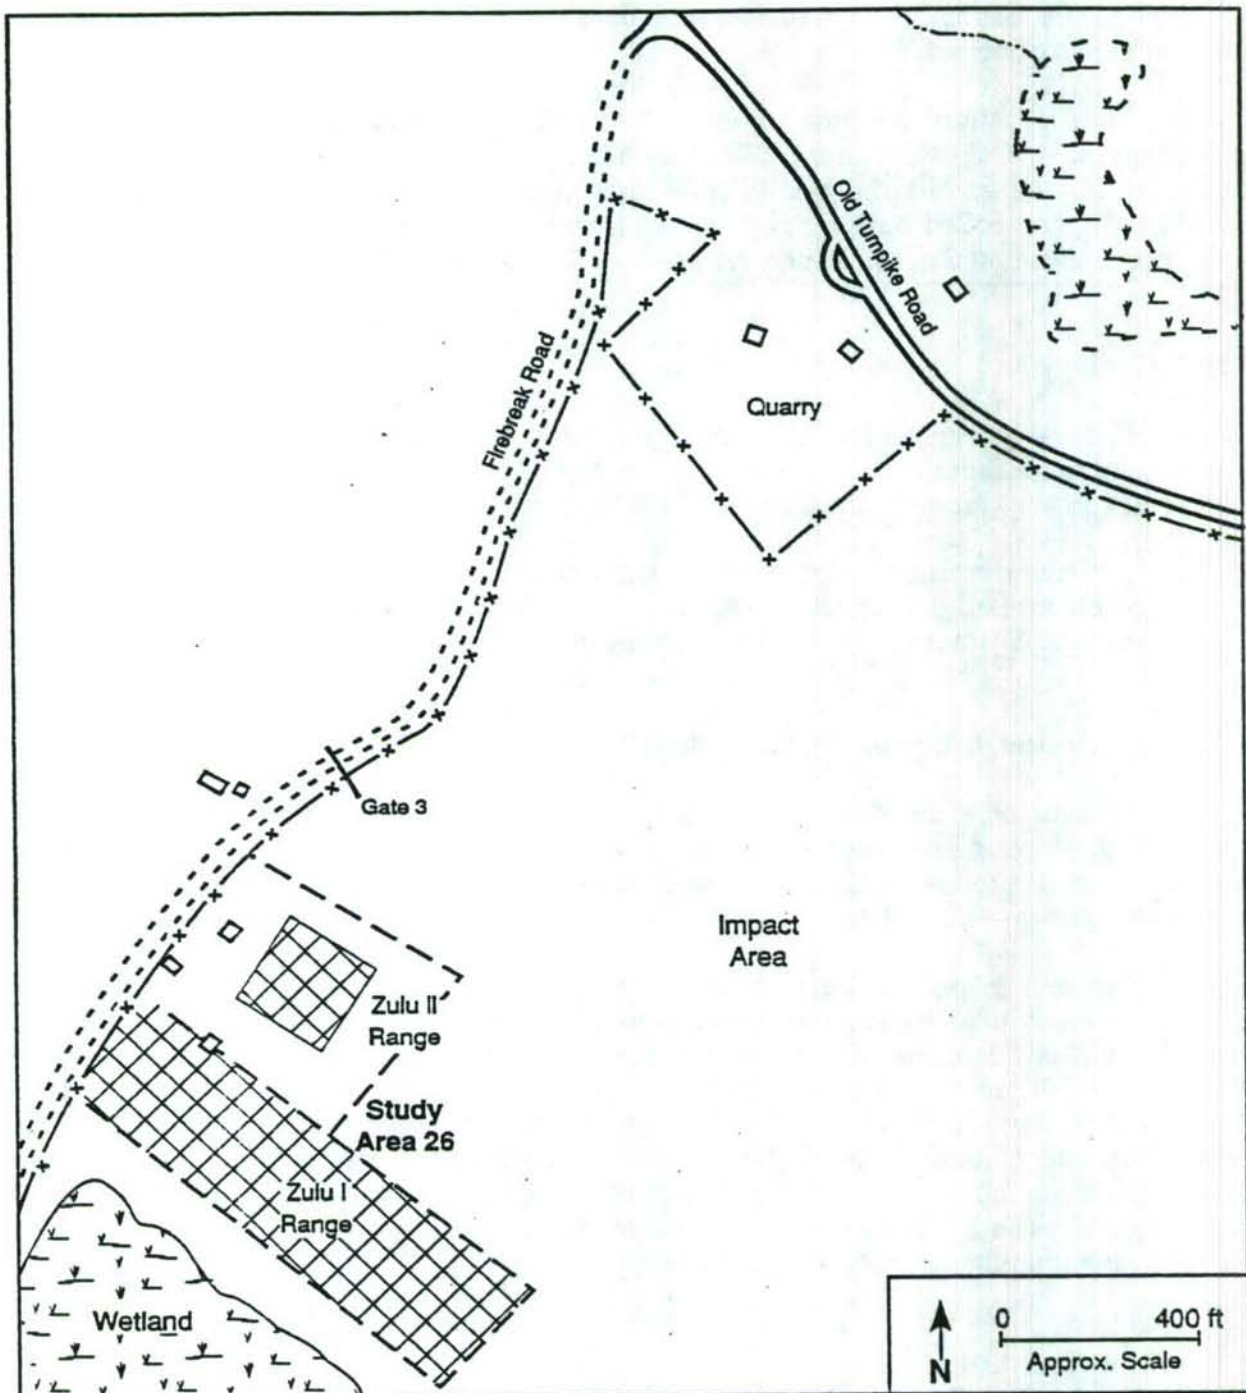 Old Turnpike Road
Firebreak Road
Quarry
Gate 3
Impact
Area
Zulu II
Range
Study
Area 26
Zulu I
Range
Wetland
0 400 ft
N
Approx. Scale